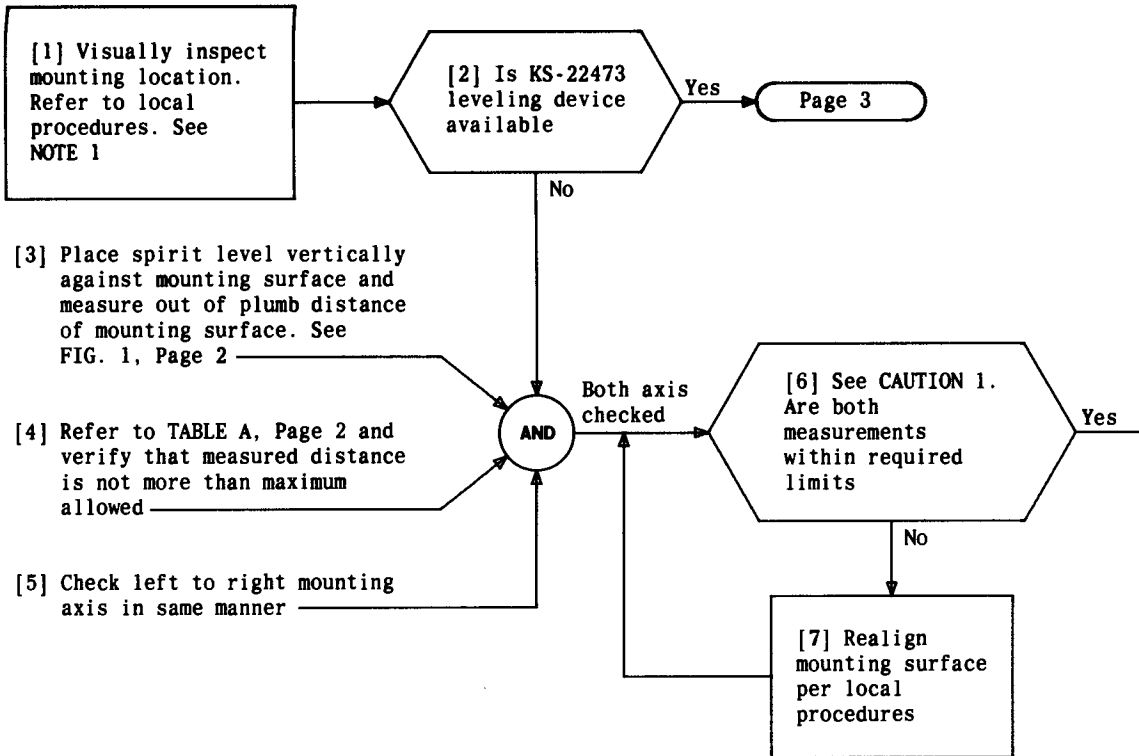 [1] Visually inspect
mounting location.
Refer to local
procedures. See
NOTE 1
[2] Is KS-22473
leveling device
available
Yes
Page 3
No
[3] Place spirit level vertically
against mounting surface and
measure out of plumb distance
of mounting surface. See
FIG. 1, Page 2
[4] Refer to TABLE A, Page 2 and
verify that measured distance
is not more than maximum
allowed
[5] Check left to right mounting
axis in same manner
AND
Both axis
checked
[6] See CAUTION 1.
Are both
measurements
within required
limits
Yes
No
[7] Realign
mounting surface
per local
procedures